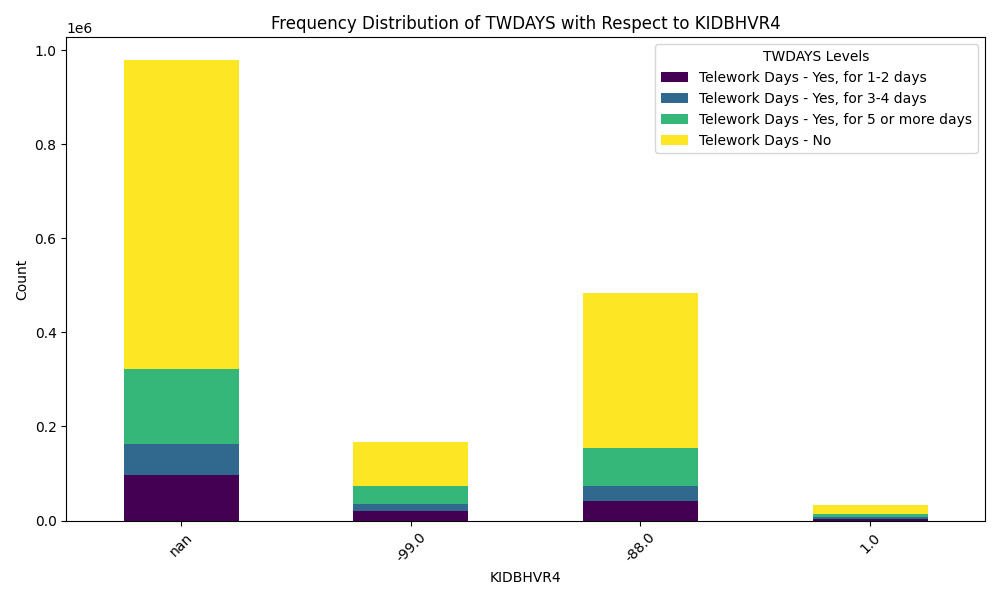 Frequency Distribution of TWDAYS with Respect to KIDBHVR4
1e6
1.0
0.8
0.6
0.4
0.2
0.0
Count
TWDAYS Levels
Telework Days - Yes, for 1-2 days
Telework Days - Yes, for 3-4 days
Telework Days - Yes, for 5 or more days
Telework Days - No
nan
-99.0
-88.0
1.0
KIDBHVR4